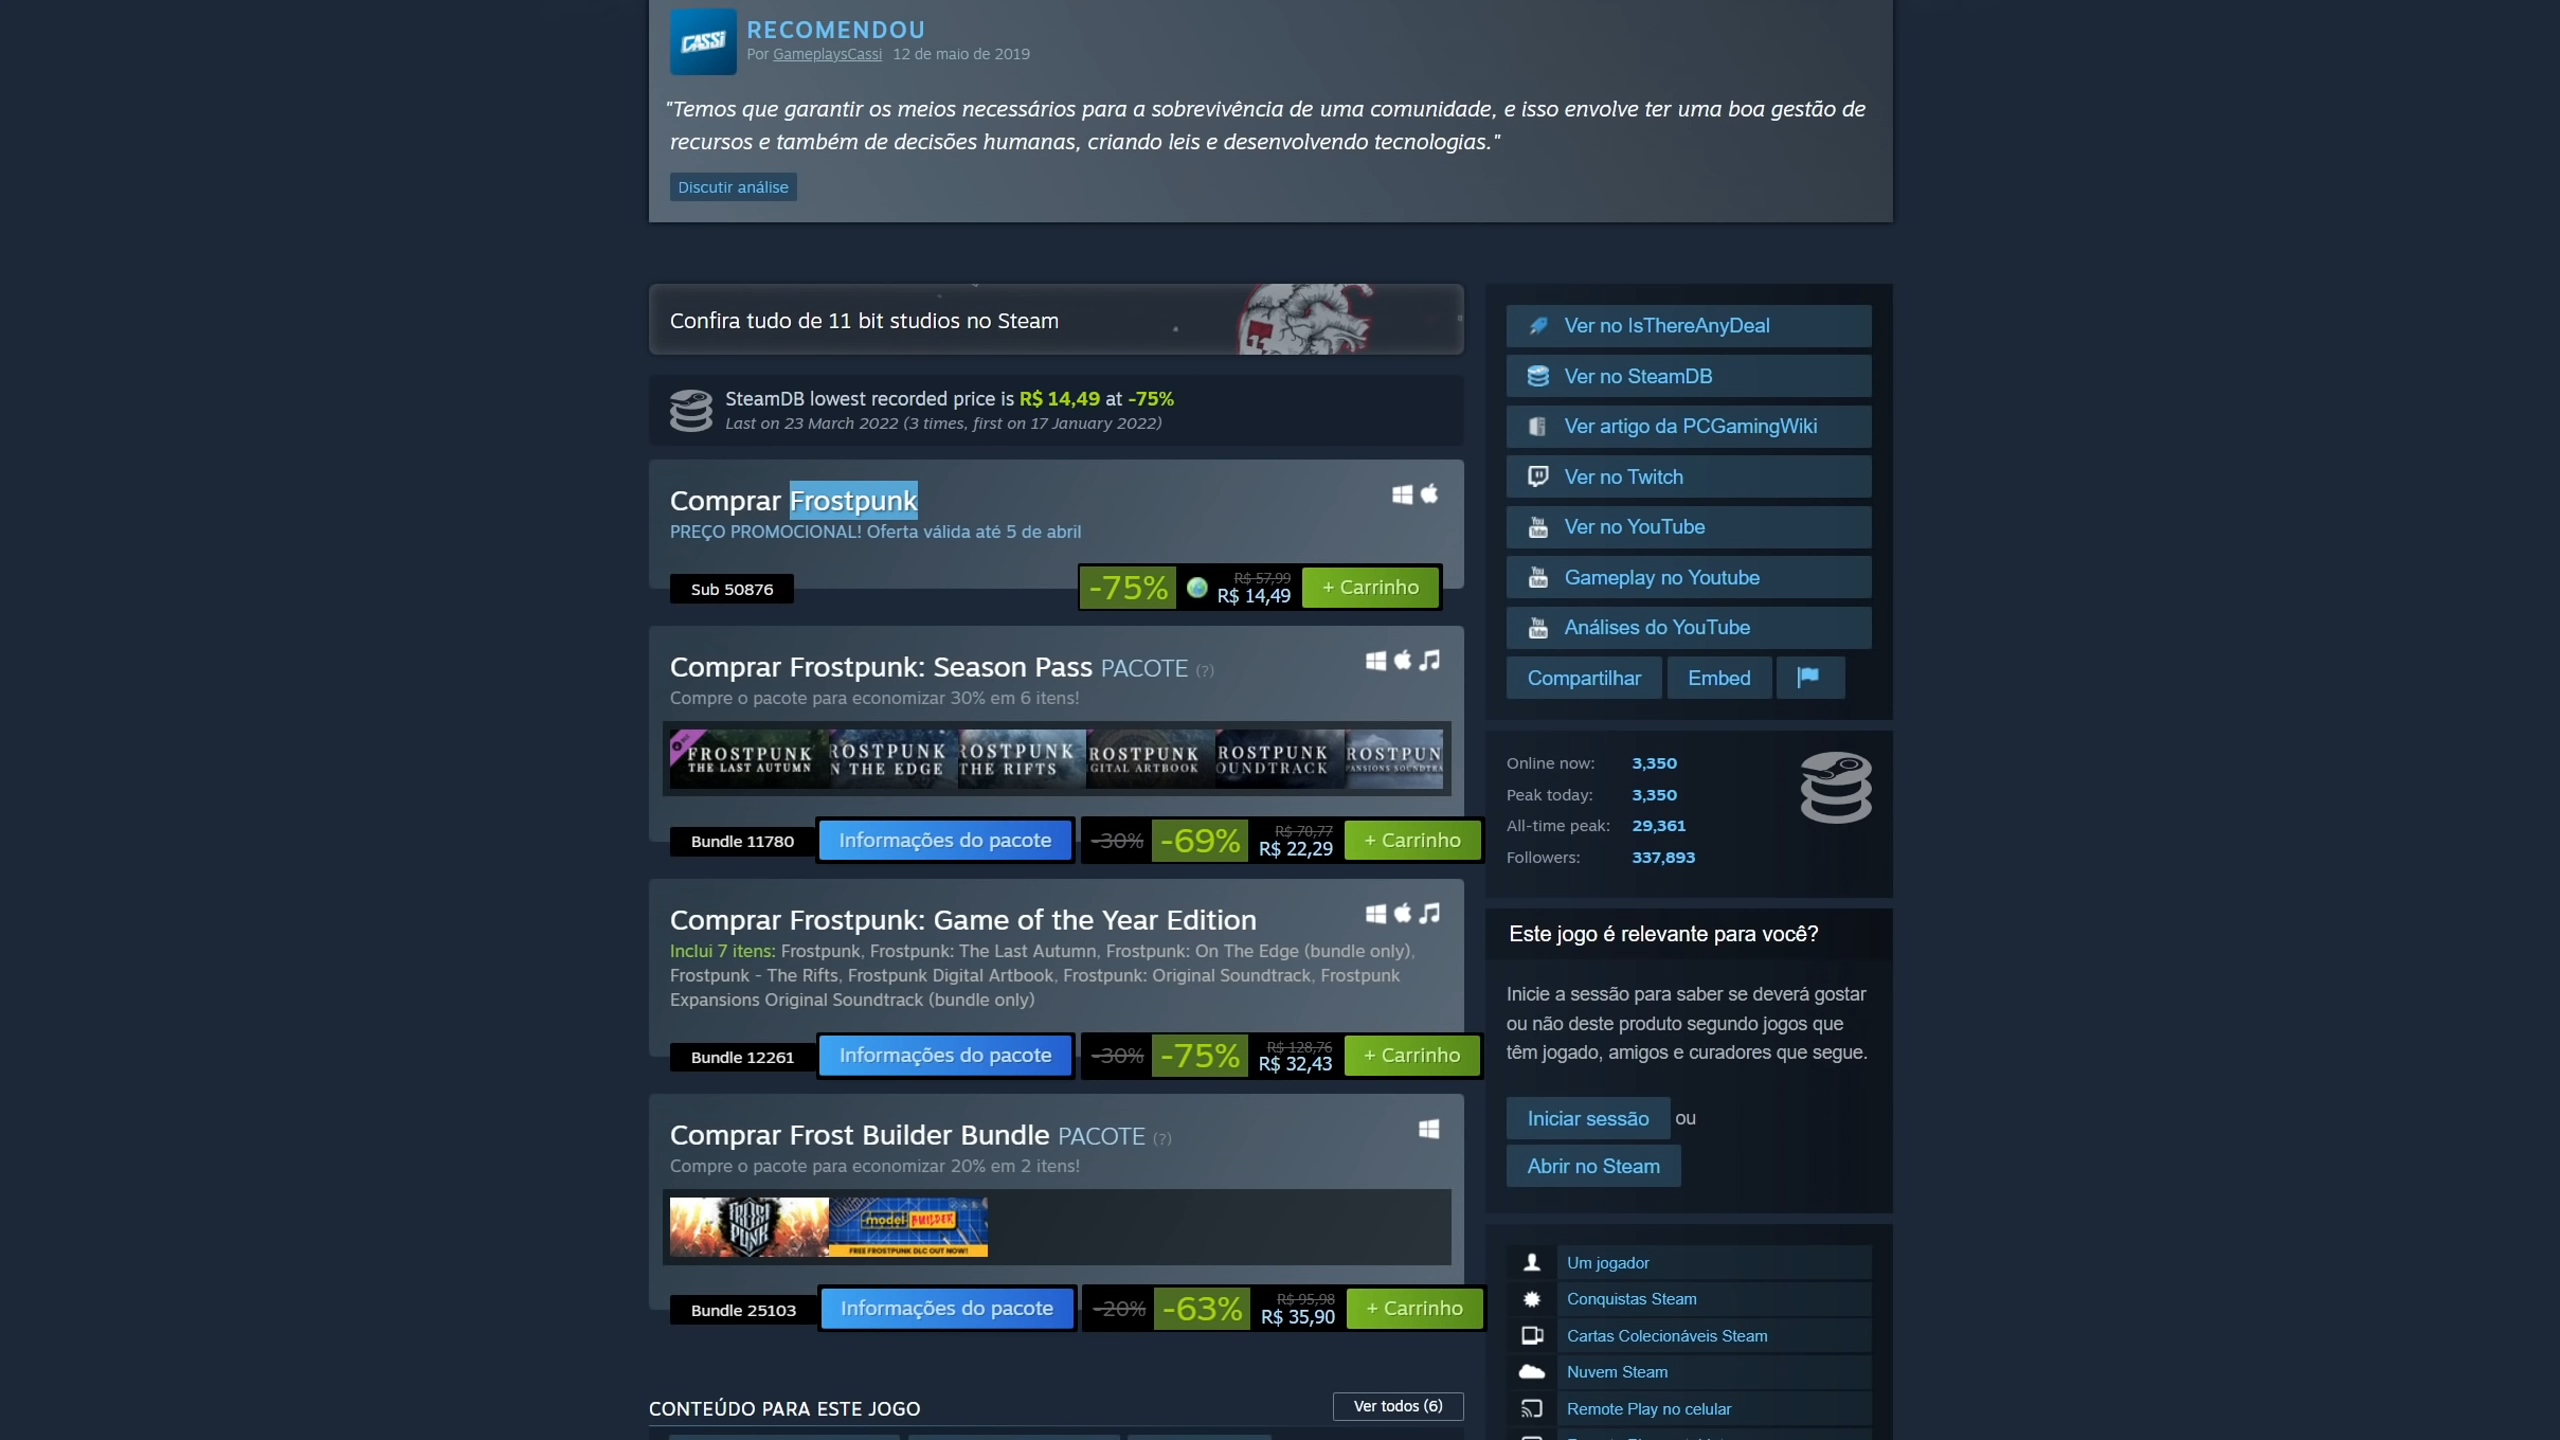 CASSi
RECOMENDOU
Por GameplaysCassi 12 de maio de 2019
"Temos que garantir os meios necessários para a sobrevivência de uma comunidade, e isso envolve ter uma boa gestão de
recursos e também de decisões humanas, criando leis e desenvolvendo tecnologias."
Discutir análise
Confira tudo de 11 bit studios no Steam
11
SteamDB lowest recorded price is R$ 14,49 at -75%
Last on 23 March 2022 (3 times, first on 17 January 2022)
Comprar Frostpunk
PREÇO PROMOCIONAL! Oferta válida até 5 de abril
Sub 50876
-75%
R$ 57,99
R$ 14,49
+ Carrinho
Comprar Frostpunk: Season Pass PACOTE (?)
Compre o pacote para economizar 30% em 6 itens!
FROSTPUNK
THE LAST AUTUMN
ROSTPUNK
N THE EDGE
ROSTPUNK
THE RIFTS
ROSTPUNK
GITAL ARTBOOK
ROSTPUNK
OUNDTRACK
ROSTPUN
PANSIONS SOUNDTRA
Bundle 11780
Informações do pacote
-30%
-69%
R$ 70,77
R$ 22,29
+ Carrinho
Comprar Frostpunk: Game of the Year Edition
Inclui 7 itens: Frostpunk, Frostpunk: The Last Autumn, Frostpunk: On The Edge (bundle only),
Frostpunk - The Rifts, Frostpunk Digital Artbook, Frostpunk: Original Soundtrack, Frostpunk
Expansions Original Soundtrack (bundle only)
Bundle 12261
Informações do pacote
-30%
-75%
R$ 128,76
R$ 32,43
+ Carrinho
Comprar Frost Builder Bundle PACOTE (?)
Compre o pacote para economizar 20% em 2 itens!
FROST
PUNK
model BUILDER
FREE FROSTPUNK DLC OUT NOW!
Bundle 25103
Informações do pacote
-20%
-63%
R$ 95,98
R$ 35,90
+ Carrinho
CONTEÚDO PARA ESTE JOGO
Ver todos (6)
Ver no IsThereAnyDeal
Ver no SteamDB
Ver artigo da PCGamingWiki
Ver no Twitch
Ver no YouTube
Gameplay no Youtube
Análises do YouTube
Compartilhar
Embed
Online now: 3,350
Peak today: 3,350
All-time peak: 29,361
Followers: 337,893
Este jogo é relevante para você?
Inicie a sessão para saber se deverá gostar
ou não deste produto segundo jogos que
têm jogado, amigos e curadores que segue.
Iniciar sessão ou
Abrir no Steam
Um jogador
Conquistas Steam
Cartas Colecionáveis Steam
Nuvem Steam
Remote Play no celular